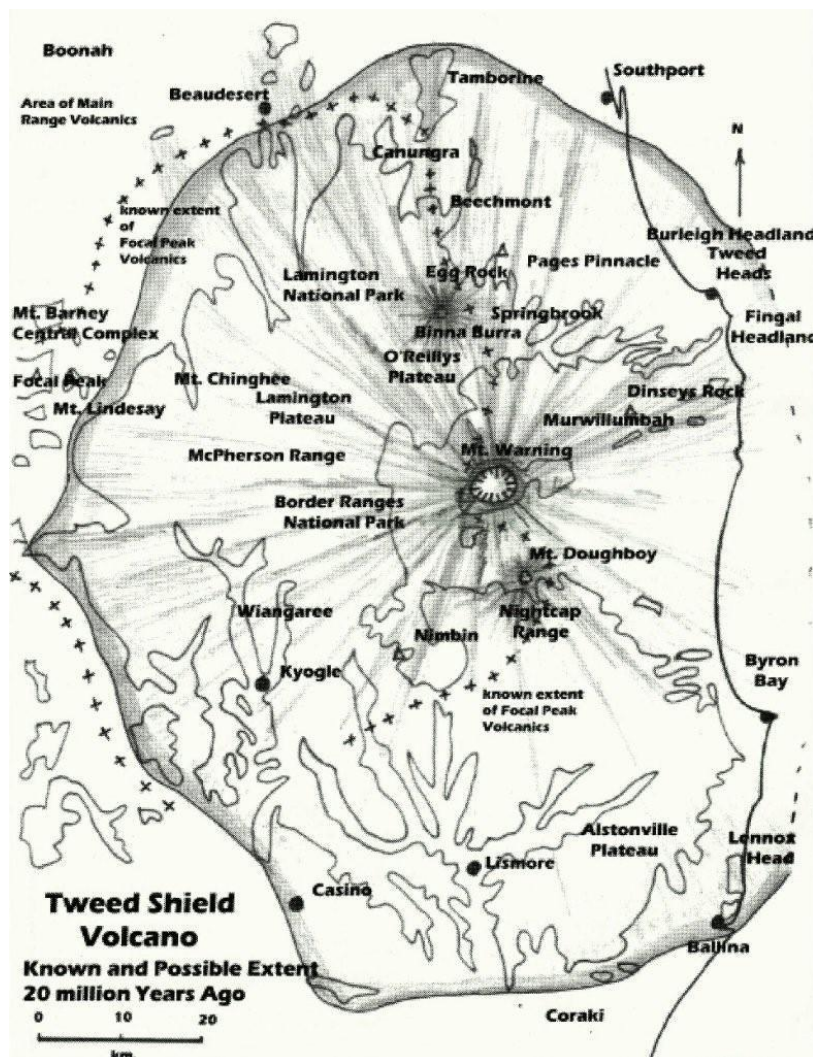 Boonah
Area of Main
Range Volcanics
Beaudesert
Tamborine
Southport
N
Canungra
known extent
of
Focal Peak
Volcanics
Beechmont
Burleigh Headland
Tweed
Heads
Egg Rock
Pages Pinnacle
Lamington
National Park
Mt. Barney
Central Complex
Springbrook
Fingal
Headland
Binna Burra
O'Reillys
Plateau
Focal Peak
Mt. Lindesay
Mt. Chinghee
Lamington
Plateau
Dinseys Rock
Murwillumbah
McPherson Range
Mt. Warning
Border Ranges
National Park
Mt. Doughboy
Wiangaree
Nimbin
Nightcap
Range
Kyogle
known extent
of Focal Peak
Volcanics
Byron
Bay
Alstonville
Plateau
Lennox
Head
Lismore
Casino
Ballina
Coraki
Tweed Shield
Volcano
Known and Possible Extent
20 million Years Ago
0 10 20
km